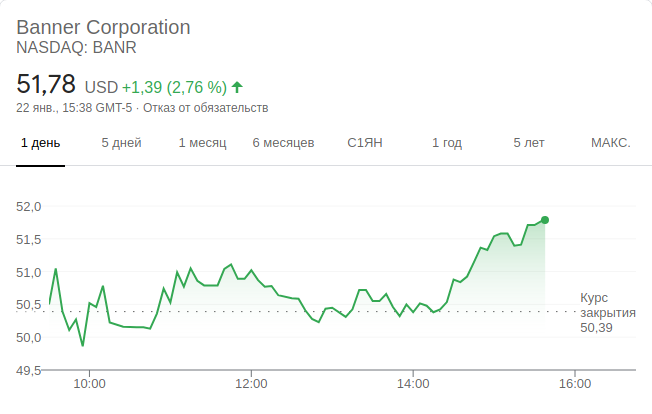 Banner Corporation
NASDAQ: BANR
51,78 USD +1,39 (2,76 %)
22 янв., 15:38 GMT-5 · Отказ от обязательств
1 день 5 дней 1 месяц 6 месяцев С1ЯН 1 год 5 лет МАКС.
52,0
51,5
51,0
50,5
50,0
49,5
Курс
закрытия
50,39
10:00 12:00 14:00 16:00